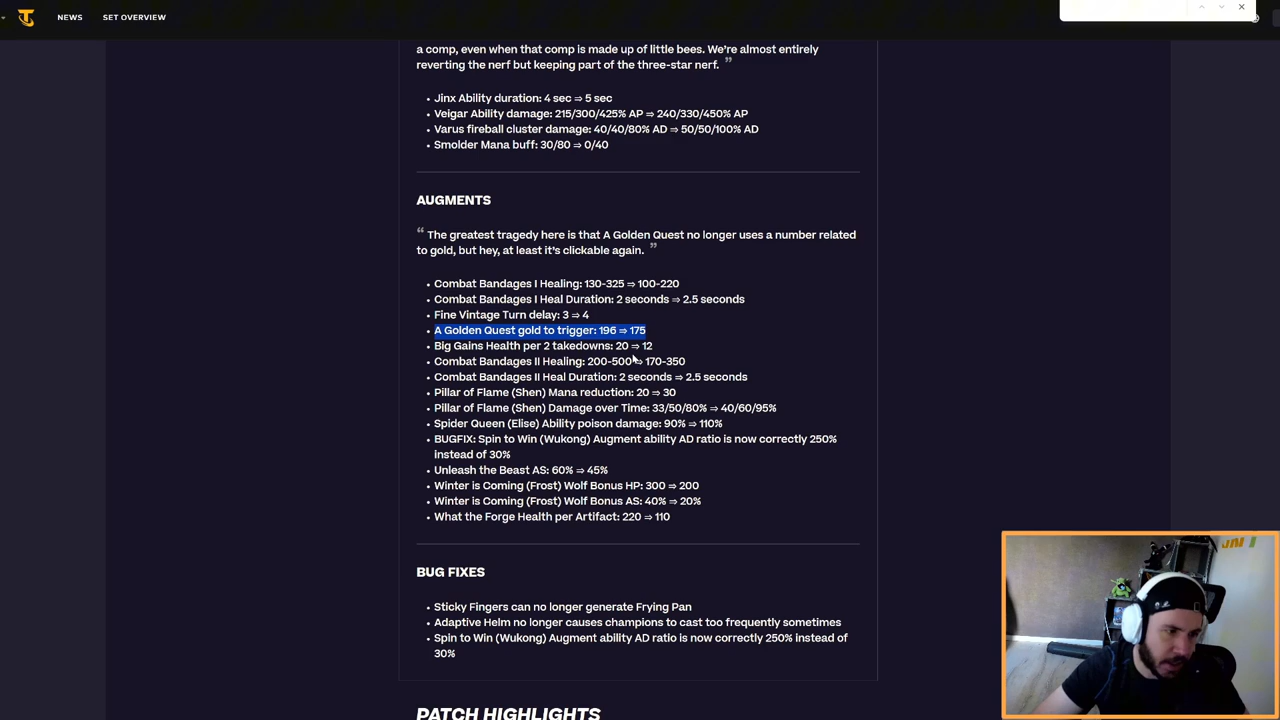 NEWS
SET OVERVIEW
a comp, even when that comp is made up of little bees. We're almost entirely
reverting the nerf but keeping part of the three-star nerf. ”
• Jinx Ability duration: 4 sec ⇒ 5 sec
• Veigar Ability damage: 215/300/425% AP ⇒ 240/330/450% AP
• Varus fireball cluster damage: 40/40/80% AD ⇒ 50/50/100% AD
• Smolder Mana buff: 30/80 ⇒ 0/40
AUGMENTS
“ The greatest tragedy here is that A Golden Quest no longer uses a number related
to gold, but hey, at least it's clickable again. ”
• Combat Bandages I Healing: 130-325 ⇒ 100-220
• Combat Bandages I Heal Duration: 2 seconds ⇒ 2.5 seconds
• Fine Vintage Turn delay: 3 ⇒ 4
• A Golden Quest gold to trigger: 196 ⇒ 175
• Big Gains Health per 2 takedowns: 20 ⇒ 12
• Combat Bandages II Healing: 200-500 ⇒ 170-350
• Combat Bandages II Heal Duration: 2 seconds ⇒ 2.5 seconds
• Pillar of Flame (Shen) Mana reduction: 20 ⇒ 30
• Pillar of Flame (Shen) Damage over Time: 33/50/80% ⇒ 40/60/95%
• Spider Queen (Elise) Ability poison damage: 90% ⇒ 110%
• BUGFIX: Spin to Win (Wukong) Augment ability AD ratio is now correctly 250%
instead of 30%
• Unleash the Beast AS: 60% ⇒ 45%
• Winter is Coming (Frost) Wolf Bonus HP: 300 ⇒ 200
• Winter is Coming (Frost) Wolf Bonus AS: 40% ⇒ 20%
• What the Forge Health per Artifact: 220 ⇒ 110
BUG FIXES
• Sticky Fingers can no longer generate Frying Pan
• Adaptive Helm no longer causes champions to cast too frequently sometimes
• Spin to Win (Wukong) Augment ability AD ratio is now correctly 250% instead of
30%
PATCH HIGHLIGHTS